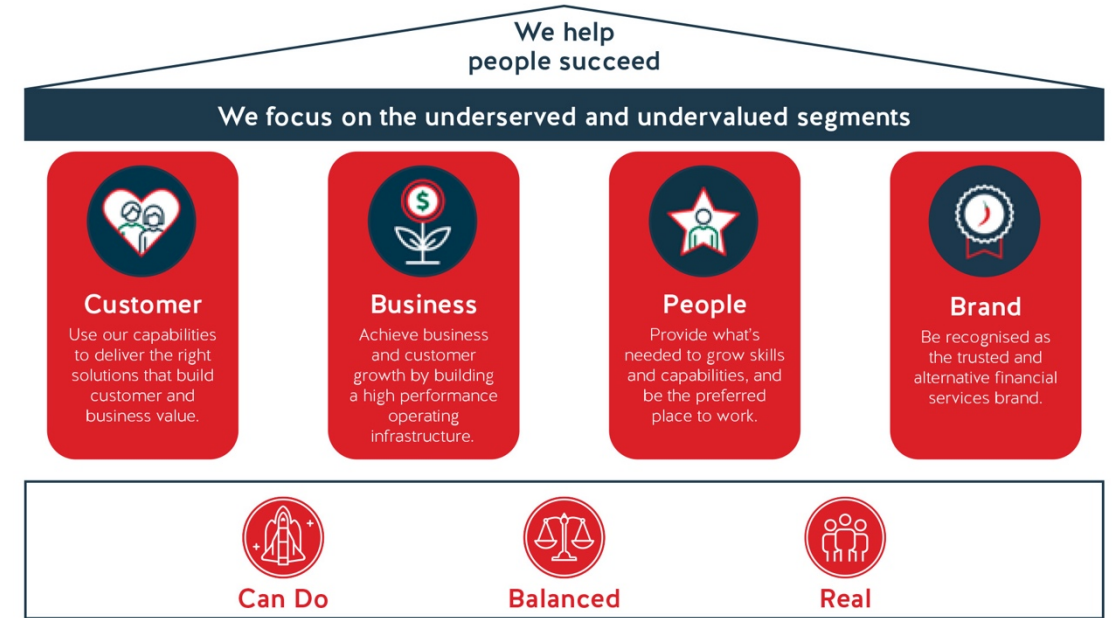 We help
people succeed
We focus on the underserved and undervalued segments
Customer
Use our capabilities
to deliver the right
solutions that build
customer and
business value.
$
Business
Achieve business
and customer
growth by building
a high performance
operating
infrastructure.
People
Provide what's
needed to grow skills
and capabilities, and
be the preferred
place to work.
Brand
Be recognised as
the trusted and
alternative financial
services brand.
Can Do
Balanced
Real